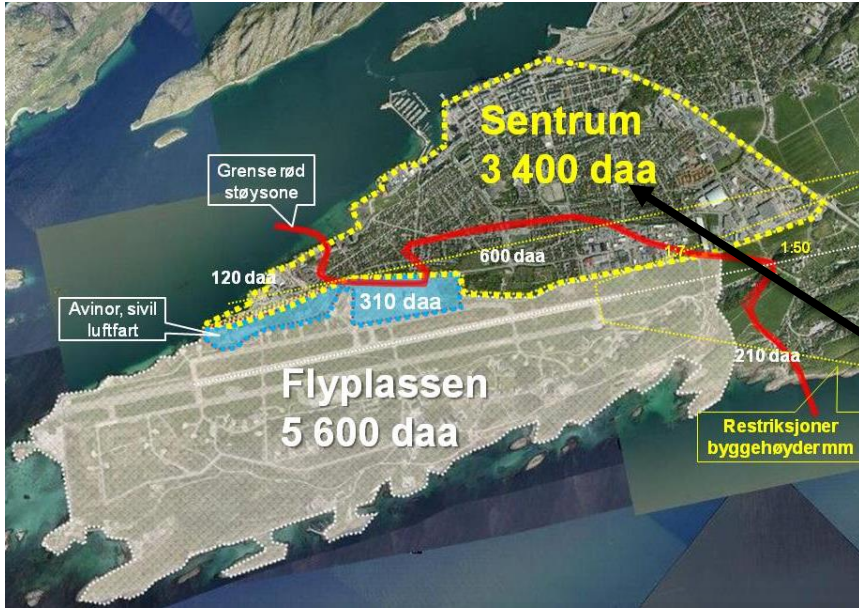 Sentrum
3 400 daa
Grense rød
støysone
600 daa
1:7
1:50
120 daa
310 daa
Avinor, sivil
luftfart
210 daa
Flyplassen
5 600 daa
Restriksjoner
byggehøyder mm